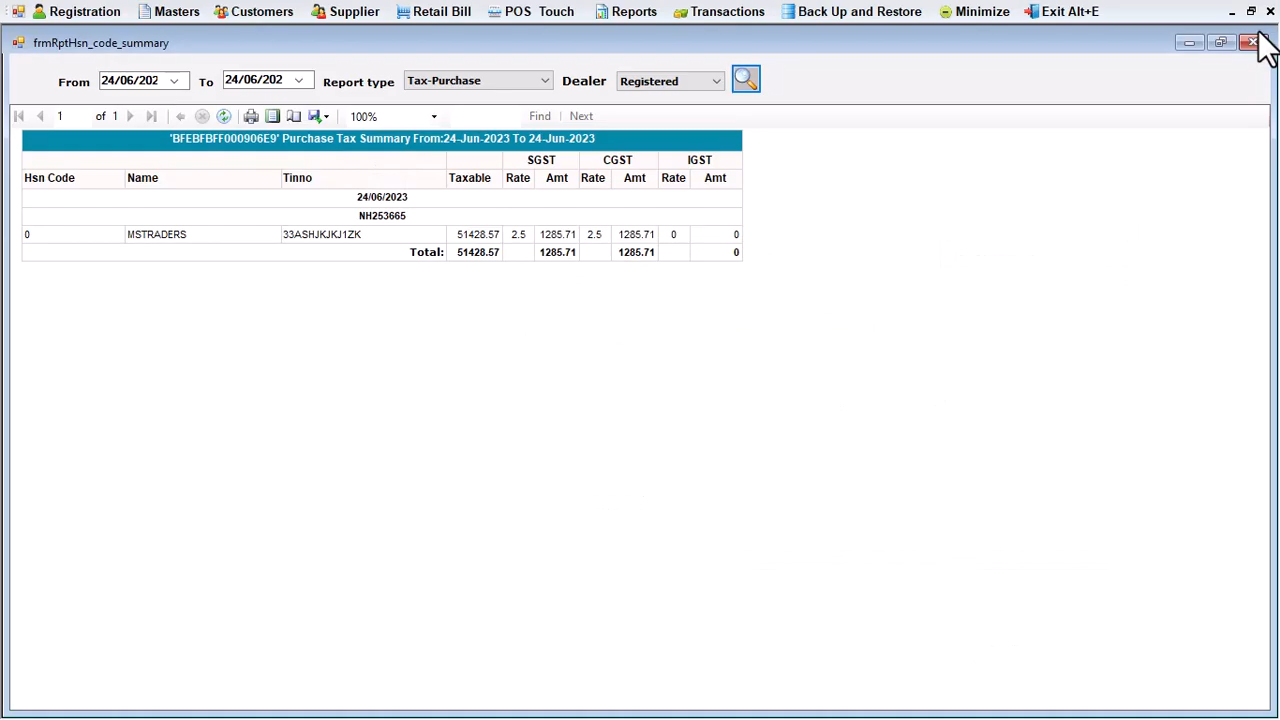 Registration Masters Customers Supplier Retail Bill POS Touch Reports Transactions Back Up and Restore Minimize Exit Alt+E
frmRptHsn_code_summary
From 24/06/202 To 24/06/202 Report type Tax-Purchase Dealer Registered
1 of 1 100% Find Next
'BFEBFBFF000906E9' Purchase Tax Summary From:24-Jun-2023 To 24-Jun-2023
SGST CGST IGST
Hsn Code Name Tinno Taxable Rate Amt Rate Amt Rate Amt
24/06/2023
NH253665
0 MSTRADERS 33ASHJKJKJ1ZK 51428.57 2.5 1285.71 2.5 1285.71 0 0
Total: 51428.57 1285.71 1285.71 0